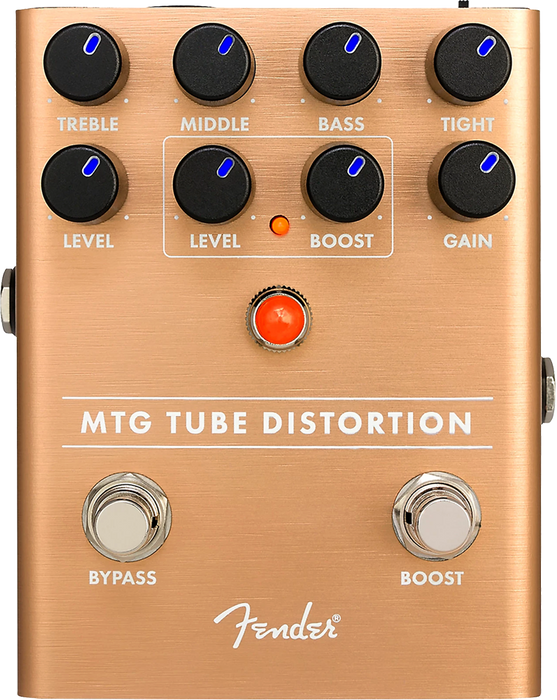 TREBLE MIDDLE BASS TIGHT
LEVEL LEVEL BOOST GAIN
MTG TUBE DISTORTION
BYPASS BOOST
Fender®